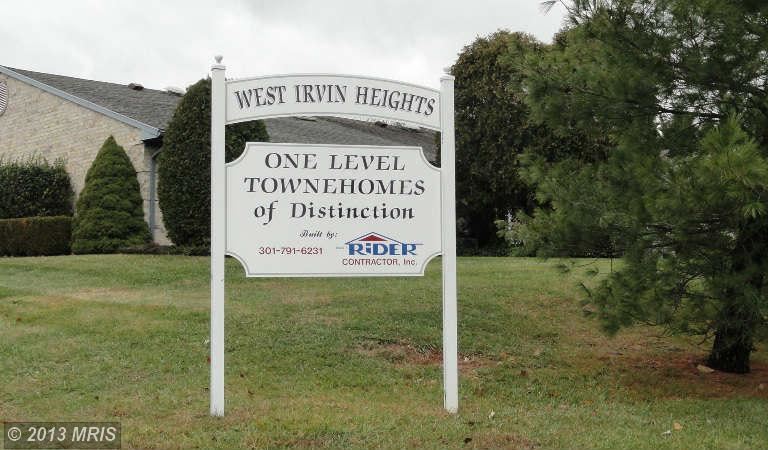 WEST IRVIN HEIGHTS
ONE LEVEL
TOWNEHOMES
of Distinction
Built by:
301-791-6231
RiDER
CONTRACTOR, Inc.
© 2013 MRIS